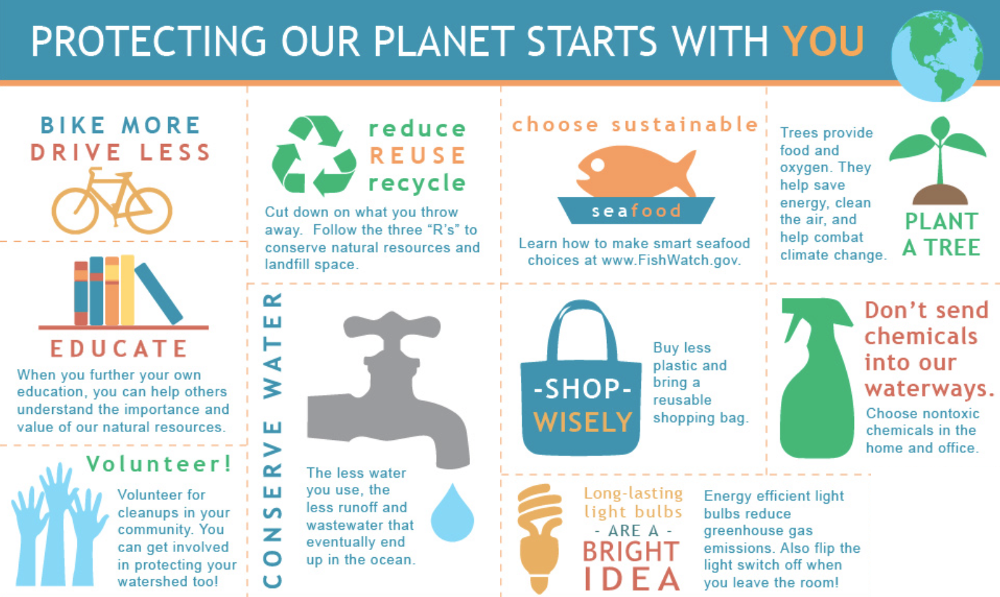 PROTECTING OUR PLANET STARTS WITH YOU
BIKE MORE
DRIVE LESS
reduce
REUSE
recycle
Cut down on what you throw
away. Follow the three “R’s” to
conserve natural resources and
landfill space.
choose sustainable
seafood
Learn how to make smart seafood
choices at www.FishWatch.gov.
Trees provide
food and
oxygen. They
help save
energy, clean
the air, and
help combat
climate change.
PLANT
A TREE
EDUCATE
When you further your own
education, you can help others
understand the importance and
value of our natural resources.
Volunteer!
Volunteer for
cleanups in your
community. You
can get involved
in protecting your
watershed too!
CONSERVE WATER
The less water
you use, the
less runoff and
wastewater that
eventually end
up in the ocean.
-SHOP-
WISELY
Buy less
plastic and
bring a
reusable
shopping bag.
Don’t send
chemicals
into our
waterways.
Choose nontoxic
chemicals in the
home and office.
Long-lasting
light bulbs
- ARE A -
BRIGHT
IDEA
Energy efficient light
bulbs reduce
greenhouse gas
emissions. Also flip the
light switch off when
you leave the room!